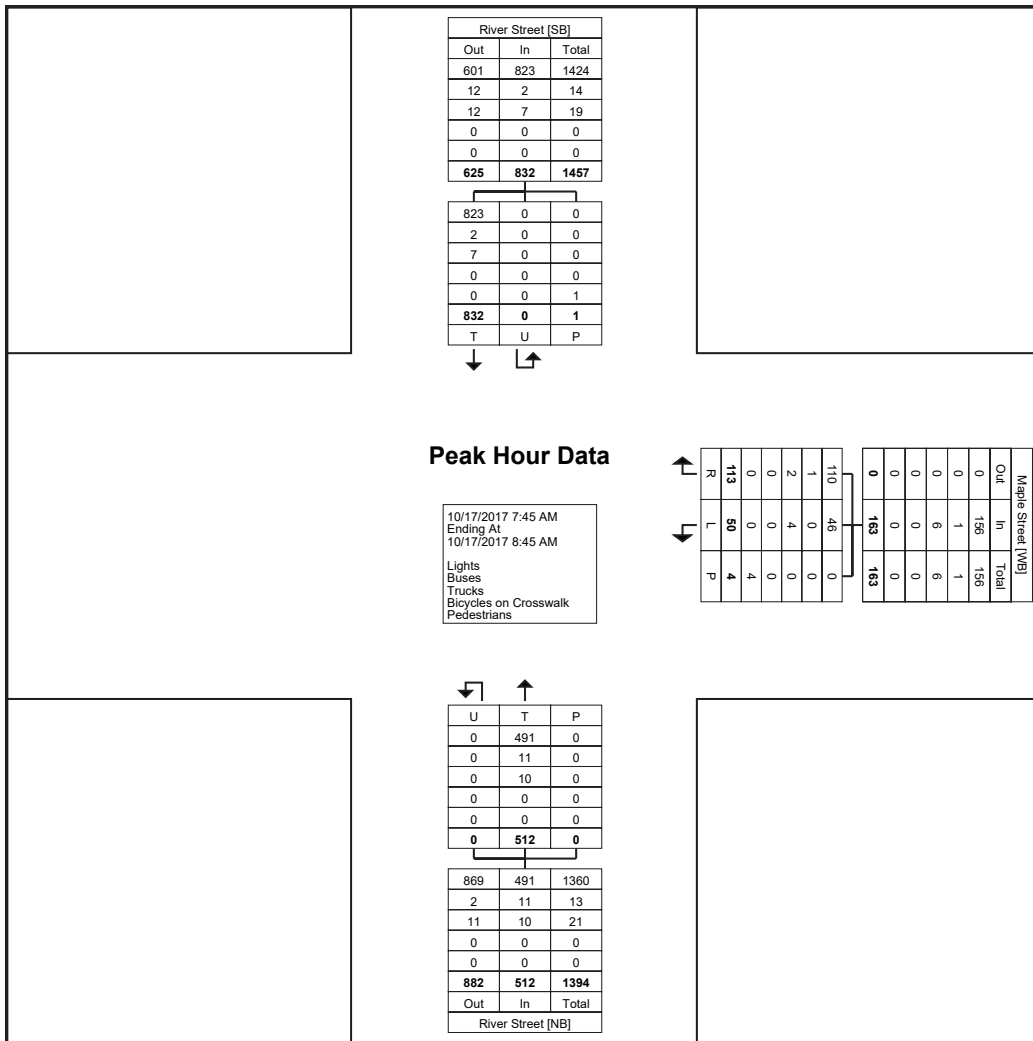 River Street [SB]
Out In Total
601 823 1424
12 2 14
12 7 19
0 0 0
0 0 0
625 832 1457
823 0 0
2 0 0
7 0 0
0 0 0
0 0 1
832 0 1
T U P
Peak Hour Data
10/17/2017 7:45 AM
Ending At
10/17/2017 8:45 AM
Lights
Buses
Trucks
Bicycles on Crosswalk
Pedestrians
Maple Street [WB]
Out In Total
0 156 156
0 1 1
0 6 6
0 0 0
0 0 0
0 163 163
110 46 0
1 0 0
2 4 0
0 0 0
0 0 4
113 50 4
R L P
U T P
0 491 0
0 11 0
0 10 0
0 0 0
0 0 0
0 512 0
869 491 1360
2 11 13
11 10 21
0 0 0
0 0 0
882 512 1394
Out In Total
River Street [NB]